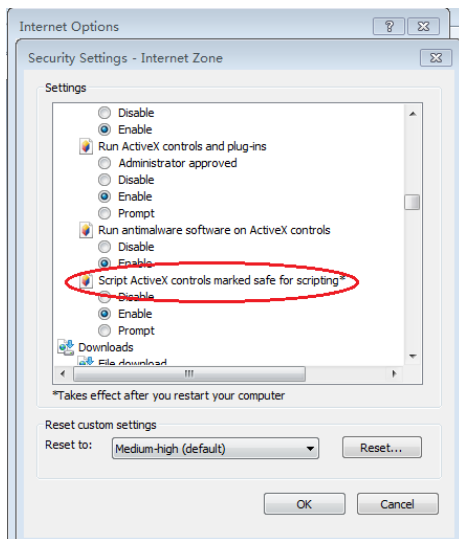 Internet Options
Security Settings - Internet Zone
Settings
Disable
Enable
Run ActiveX controls and plug-ins
Administrator approved
Disable
Enable
Prompt
Run antimalware software on ActiveX controls
Disable
Enable
Script ActiveX controls marked safe for scripting*
Disable
Enable
Prompt
Downloads
File download
*Takes effect after you restart your computer
Reset custom settings
Reset to:
Medium-high (default)
Reset...
OK
Cancel